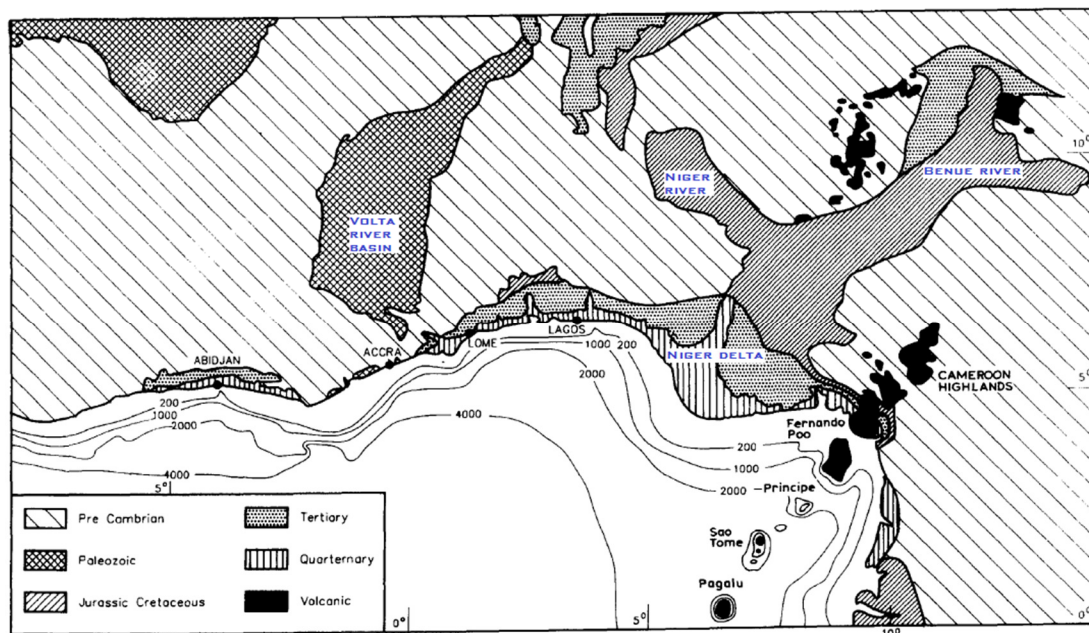 10°
NIGER
RIVER
BENUE RIVER
VOLTA
RIVER
BASIN
ABIDJAN
ACCRA
LOME
LAGOS
1000
200
NIGER DELTA
2000
CAMEROON
HIGHLANDS
5°
200
1000
2000
4000
4000
5°
Fernando
Poo
200
1000
2000
Principe
Sao
Tome
Pagalu
0°
5°
10°
0°
Pre Cambrian
Paleozoic
Jurassic Cretaceous
Tertiary
Quarternary
Volcanic